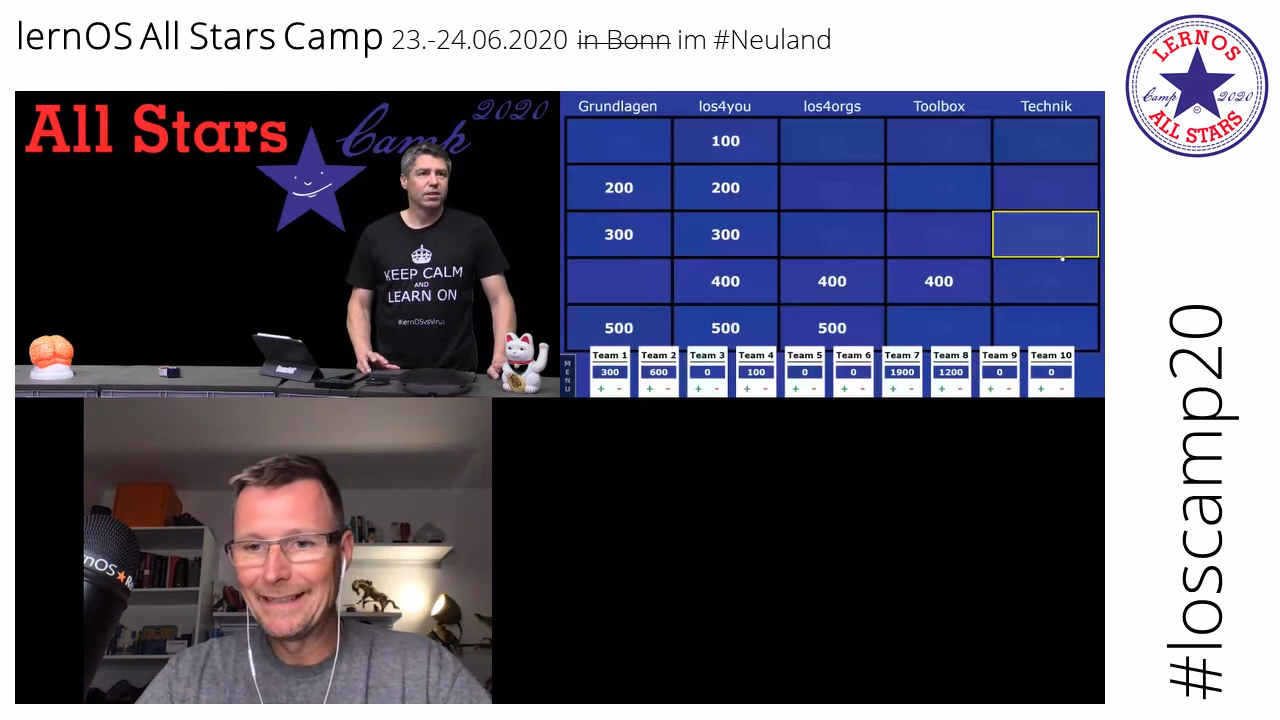 lernOS All Stars Camp 23.-24.06.2020 in Bonn im #Neuland
LERNOS
Camp 2020
ALL STARS
All Stars Camp 2020
KEEP CALM
AND
LEARN ON
#lernOSvsVirus
Grundlagen los4you los4orgs Toolbox Technik
100
200 200
300 300
400 400 400
500 500 500
MENU
Team 1 Team 2 Team 3 Team 4 Team 5 Team 6 Team 7 Team 8 Team 9 Team 10
300 600 0 100 0 0 1900 1200 0 0
+ - + - + - + - + - + - + - + - + - + -
rnOS★Ra
#loscamp20